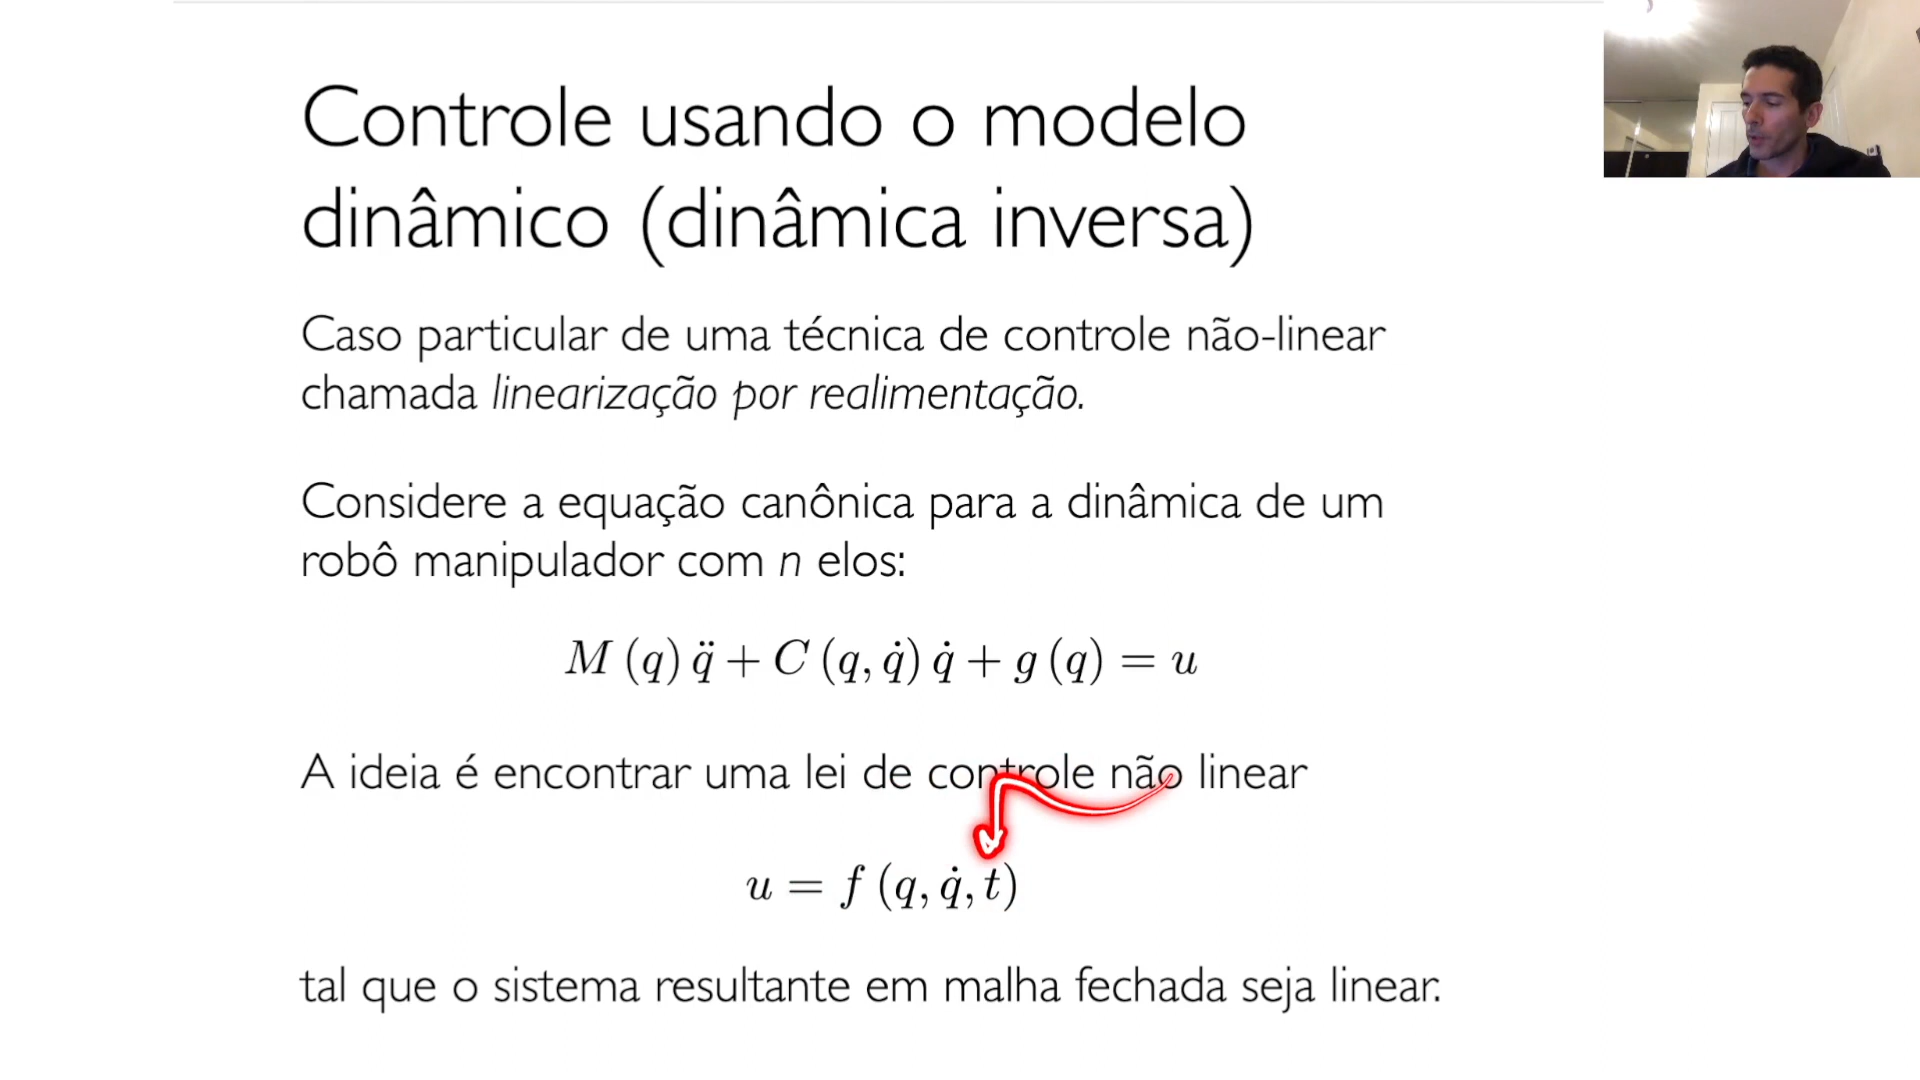 Controle usando o modelo
dinâmico (dinâmica inversa)
Caso particular de uma técnica de controle não-linear
chamada linearização por realimentação.
Considere a equação canônica para a dinâmica de um
robô manipulador com n elos:
M (q) q̈ + C (q, q̇) q̇ + g (q) = u
A ideia é encontrar uma lei de controle não linear
u = f (q, q̇, t)
tal que o sistema resultante em malha fechada seja linear.